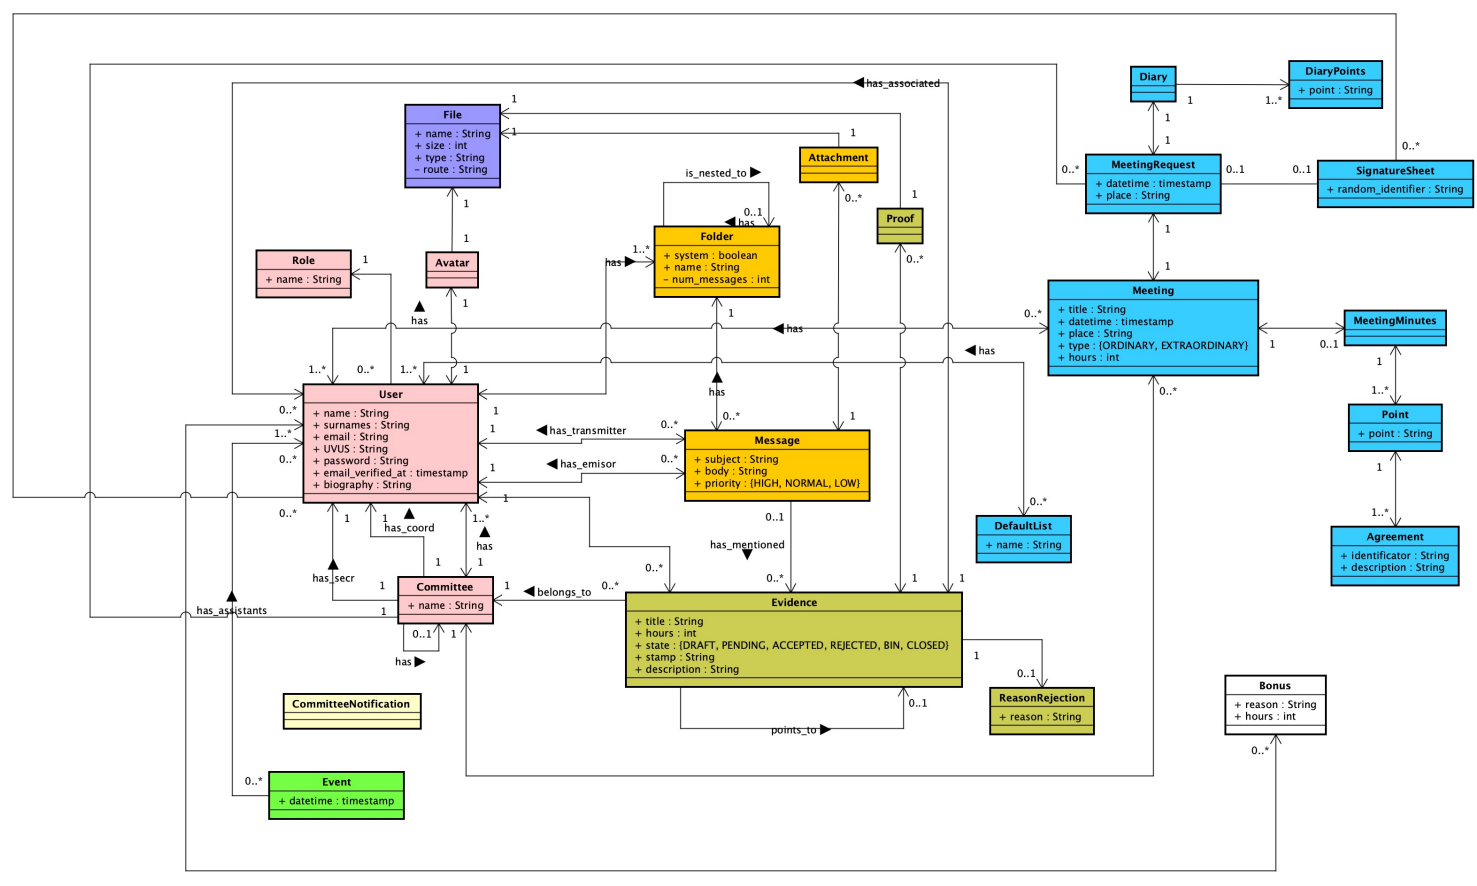 Diary
DiaryPoints
+ point : String
1
1..*
1
1
has_associated
File
+ name : String
+ size : int
+ type : String
– route : String
1
1
1
1
1
1
Attachment
0..*
1
Proof
0..*
1
is_nested_to
0..1
has
Folder
+ system : boolean
+ name : String
– num_messages : int
1..*
has
1
MeetingRequest
+ datetime : timestamp
+ place : String
0..*
0..1
0..1
0..*
SignatureSheet
+ random_identifier : String
1
1
Role
+ name : String
1
Avatar
1
has
Meeting
+ title : String
+ datetime : timestamp
+ place : String
+ type : {ORDINARY, EXTRAORDINARY}
+ hours : int
0..*
has
has
1
0..1
0..*
MeetingMinutes
1
1..*
Point
+ point : String
1
1..*
Agreement
+ identificator : String
+ description : String
1..*
0..*
1..*
1
User
+ name : String
+ surnames : String
+ email : String
+ UVUS : String
+ password : String
+ email_verified_at : timestamp
+ biography : String
0..*
1..*
0..*
0..*
1
1
1
1
has_transmitter
0..*
has_emisor
0..*
has
0..*
1
Message
+ subject : String
+ body : String
+ priority : {HIGH, NORMAL, LOW}
0..1
has_mentioned
0..*
0..*
DefaultList
+ name : String
1
1
has_coord
1..*
has
has_secr
1
1
1
1
Committee
+ name : String
1
0..1
1
has
has_assistants
belongs_to
0..*
0..*
1
1
Evidence
+ title : String
+ hours : int
+ state : {DRAFT, PENDING, ACCEPTED, REJECTED, BIN, CLOSED}
+ stamp : String
+ description : String
1
0..1
0..1
points_to
ReasonRejection
+ reason : String
Bonus
+ reason : String
+ hours : int
0..*
CommitteeNotification
0..*
Event
+ datetime : timestamp